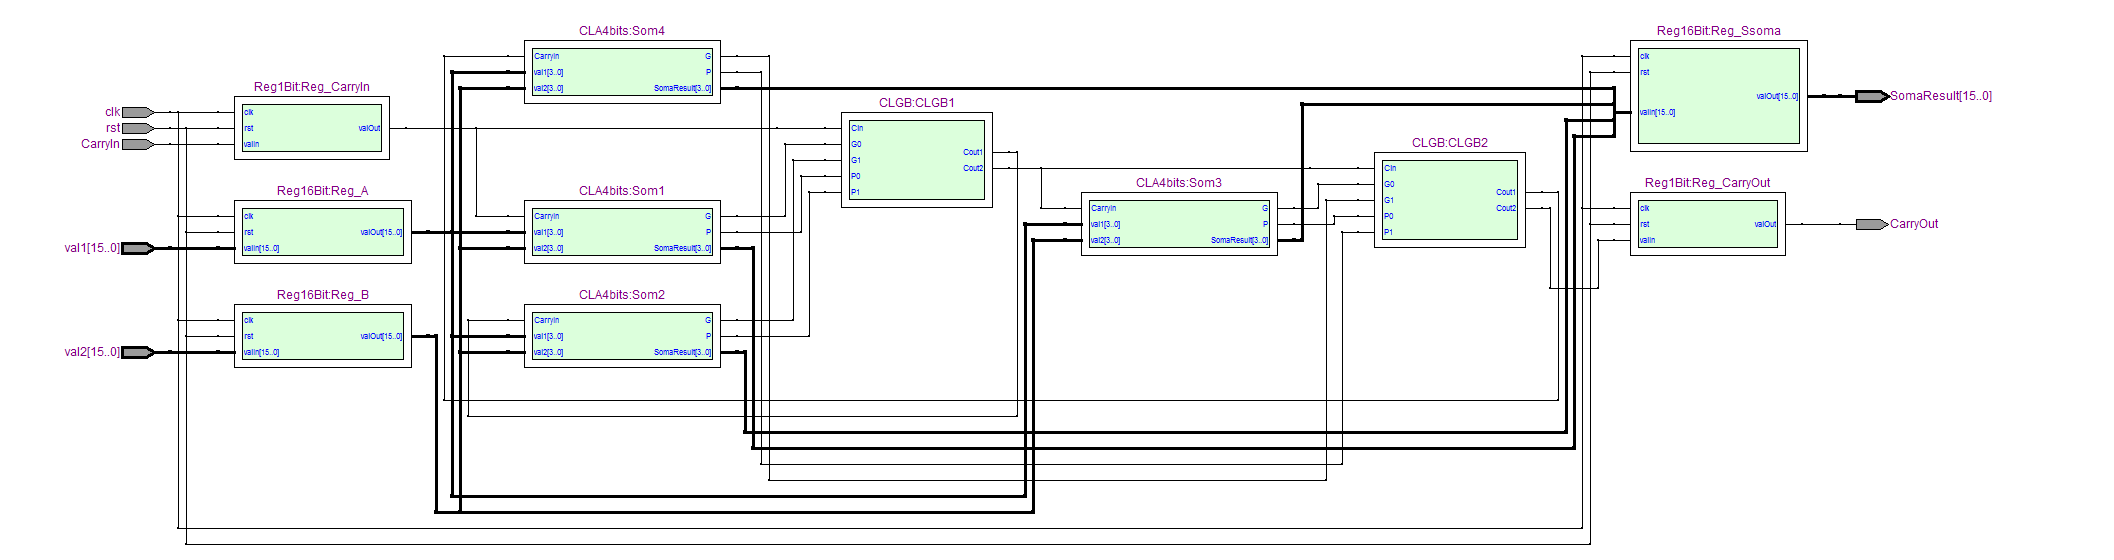 clk
rst
CarryIn
val1[15..0]
val2[15..0]
Reg1Bit:Reg_CarryIn
clk
rst
valIn
valOut
Reg16Bit:Reg_A
clk
rst
valIn[15..0]
valOut[15..0]
Reg16Bit:Reg_B
clk
rst
valIn[15..0]
valOut[15..0]
CLA4bits:Som4
CarryIn
val1[3..0]
val2[3..0]
G
P
SomaResult[3..0]
CLA4bits:Som1
CarryIn
val1[3..0]
val2[3..0]
G
P
SomaResult[3..0]
CLA4bits:Som2
CarryIn
val1[3..0]
val2[3..0]
G
P
SomaResult[3..0]
CLGB:CLGB1
Cin
G0
G1
P0
P1
Cout1
Cout2
CLA4bits:Som3
CarryIn
val1[3..0]
val2[3..0]
G
P
SomaResult[3..0]
CLGB:CLGB2
Cin
G0
G1
P0
P1
Cout1
Cout2
Reg16Bit:Reg_Ssoma
clk
rst
valIn[15..0]
valOut[15..0]
Reg1Bit:Reg_CarryOut
clk
rst
valIn
valOut
SomaResult[15..0]
CarryOut